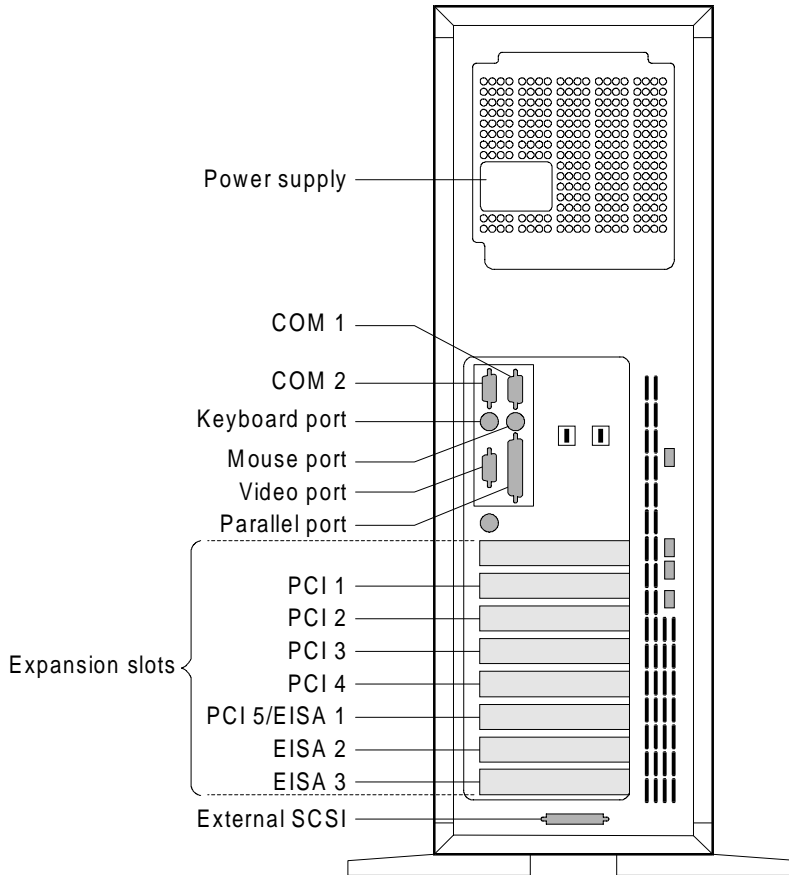 Power supply
COM 1
COM 2
Keyboard port
Mouse port
Video port
Parallel port
PCI 1
PCI 2
PCI 3
Expansion slots
PCI 4
PCI 5/EISA 1
EISA 2
EISA 3
External SCSI